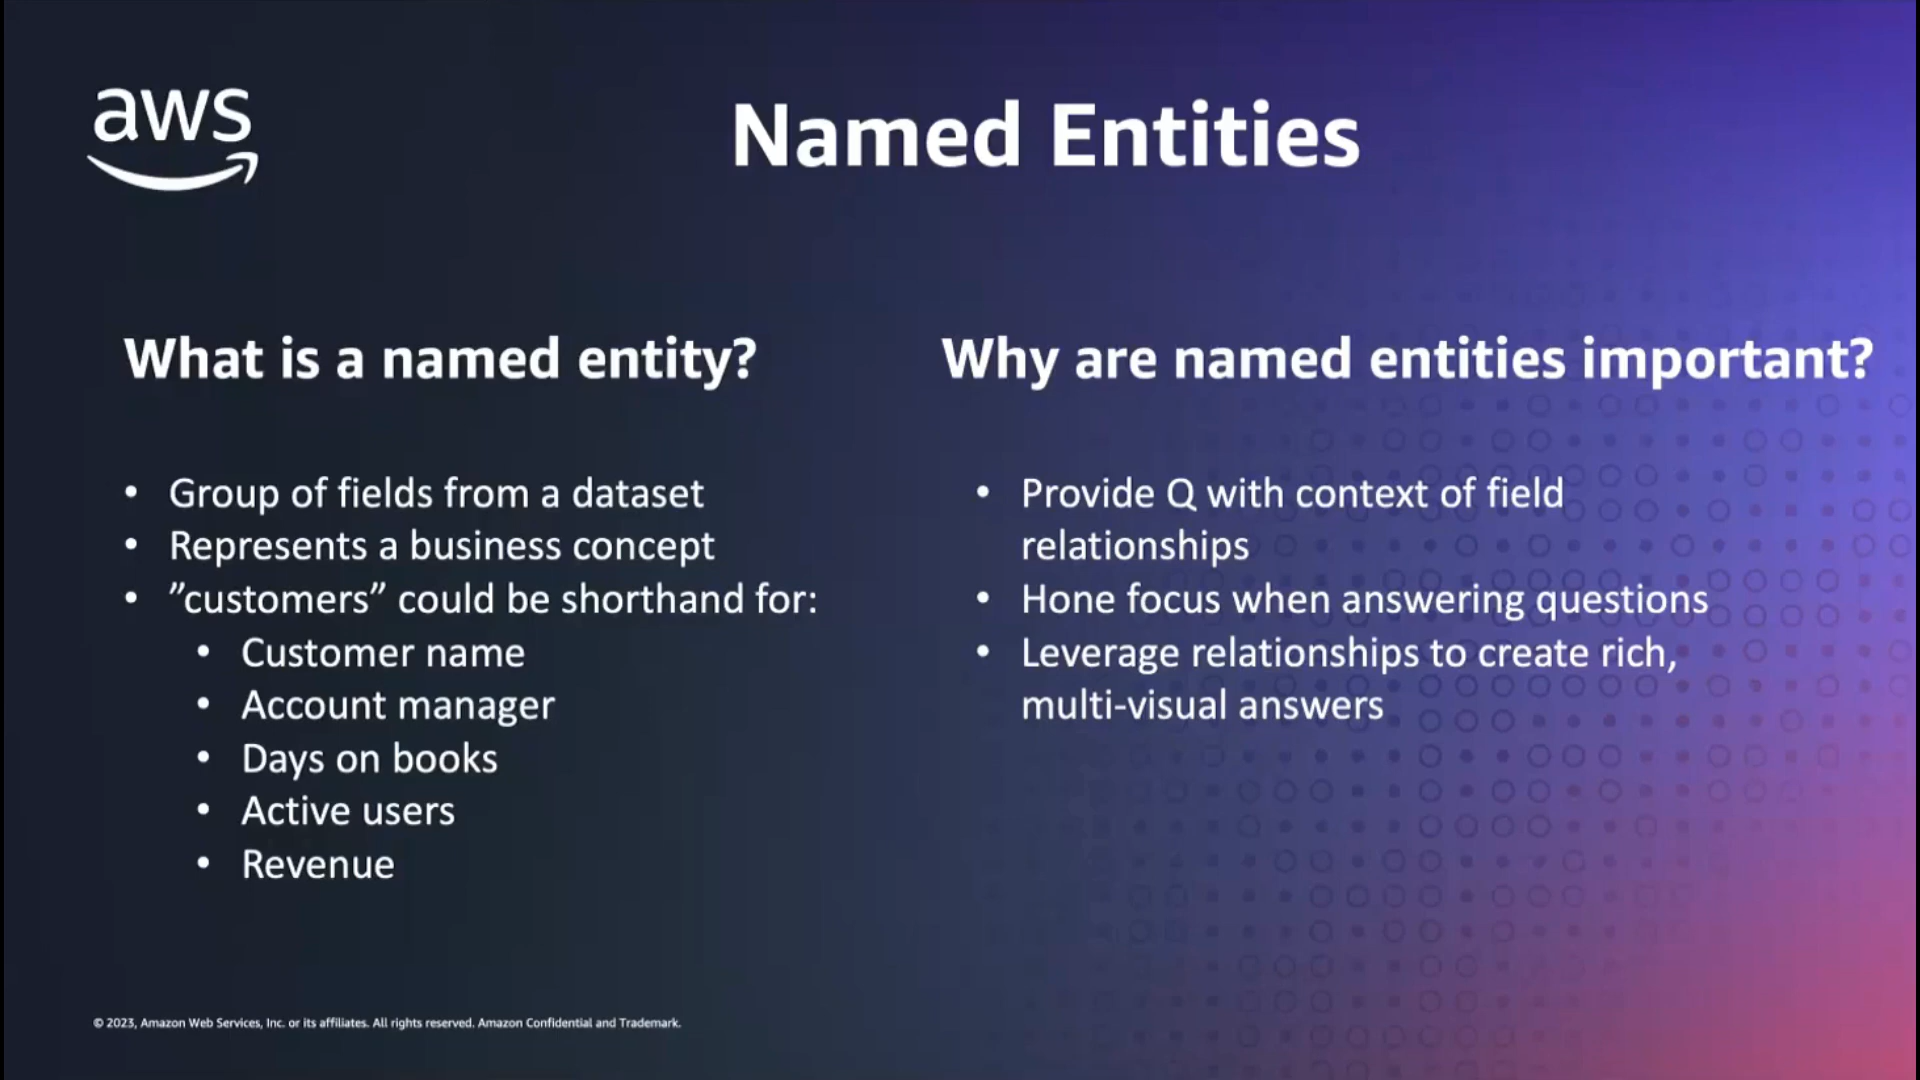 aws
Named Entities
What is a named entity?
• Group of fields from a dataset
• Represents a business concept
• ”customers” could be shorthand for:
• Customer name
• Account manager
• Days on books
• Active users
• Revenue
Why are named entities important?
• Provide Q with context of field
relationships
• Hone focus when answering questions
• Leverage relationships to create rich,
multi-visual answers
© 2023, Amazon Web Services, Inc. or its affiliates. All rights reserved. Amazon Confidential and Trademark.